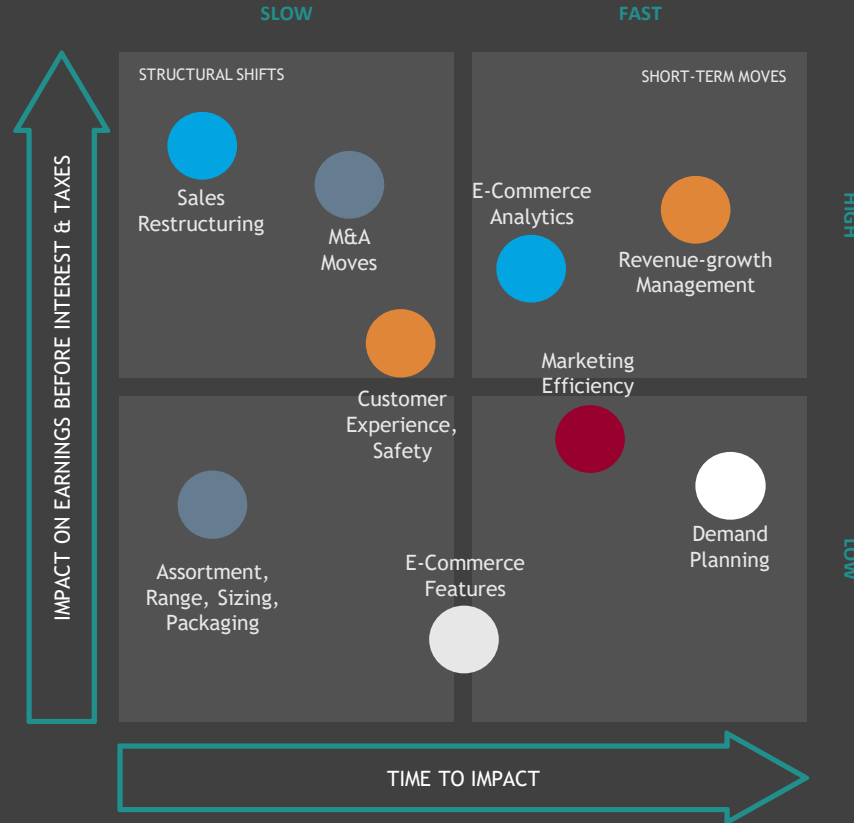 SLOW
FAST
STRUCTURAL SHIFTS
SHORT-TERM MOVES
Sales
Restructuring
M&A
Moves
E-Commerce
Analytics
Revenue-growth
Management
HIGH
Customer
Experience,
Safety
Marketing
Efficiency
Assortment,
Range, Sizing,
Packaging
E-Commerce
Features
Demand
Planning
LOW
IMPACT ON EARNINGS BEFORE INTEREST & TAXES
TIME TO IMPACT